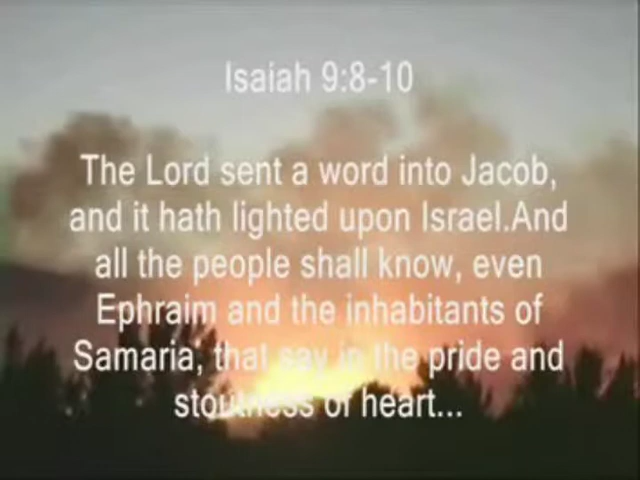 Isaiah 9:8-10
The Lord sent a word into Jacob,
and it hath lighted upon Israel.And
all the people shall know, even
Ephraim and the inhabitants of
Samaria, that say in the pride and
stoutness of heart...